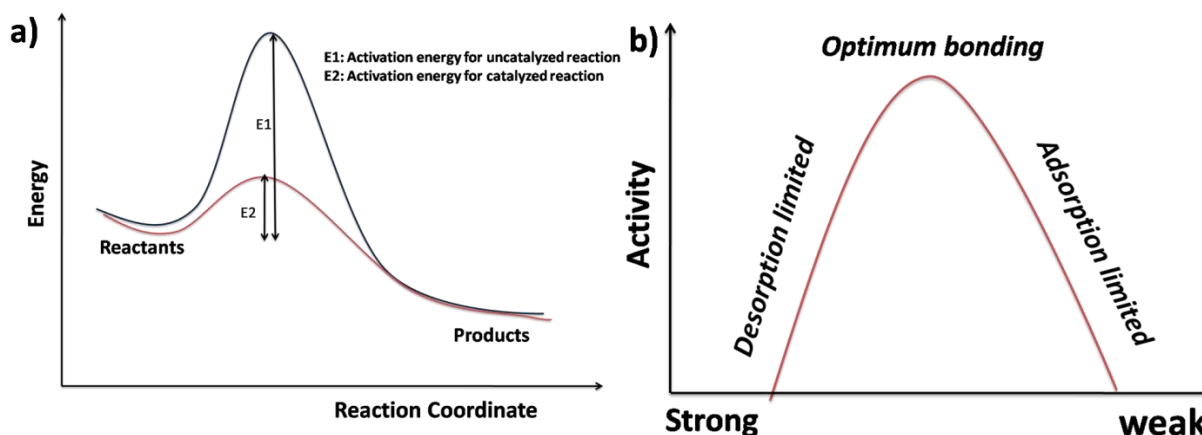 a)
E1: Activation energy for uncatalyzed reaction
E2: Activation energy for catalyzed reaction
E1
E2
Energy
Reactants
Products
Reaction Coordinate
b)
Optimum bonding
Desorption limited
Adsorption limited
Activity
Strong
weak